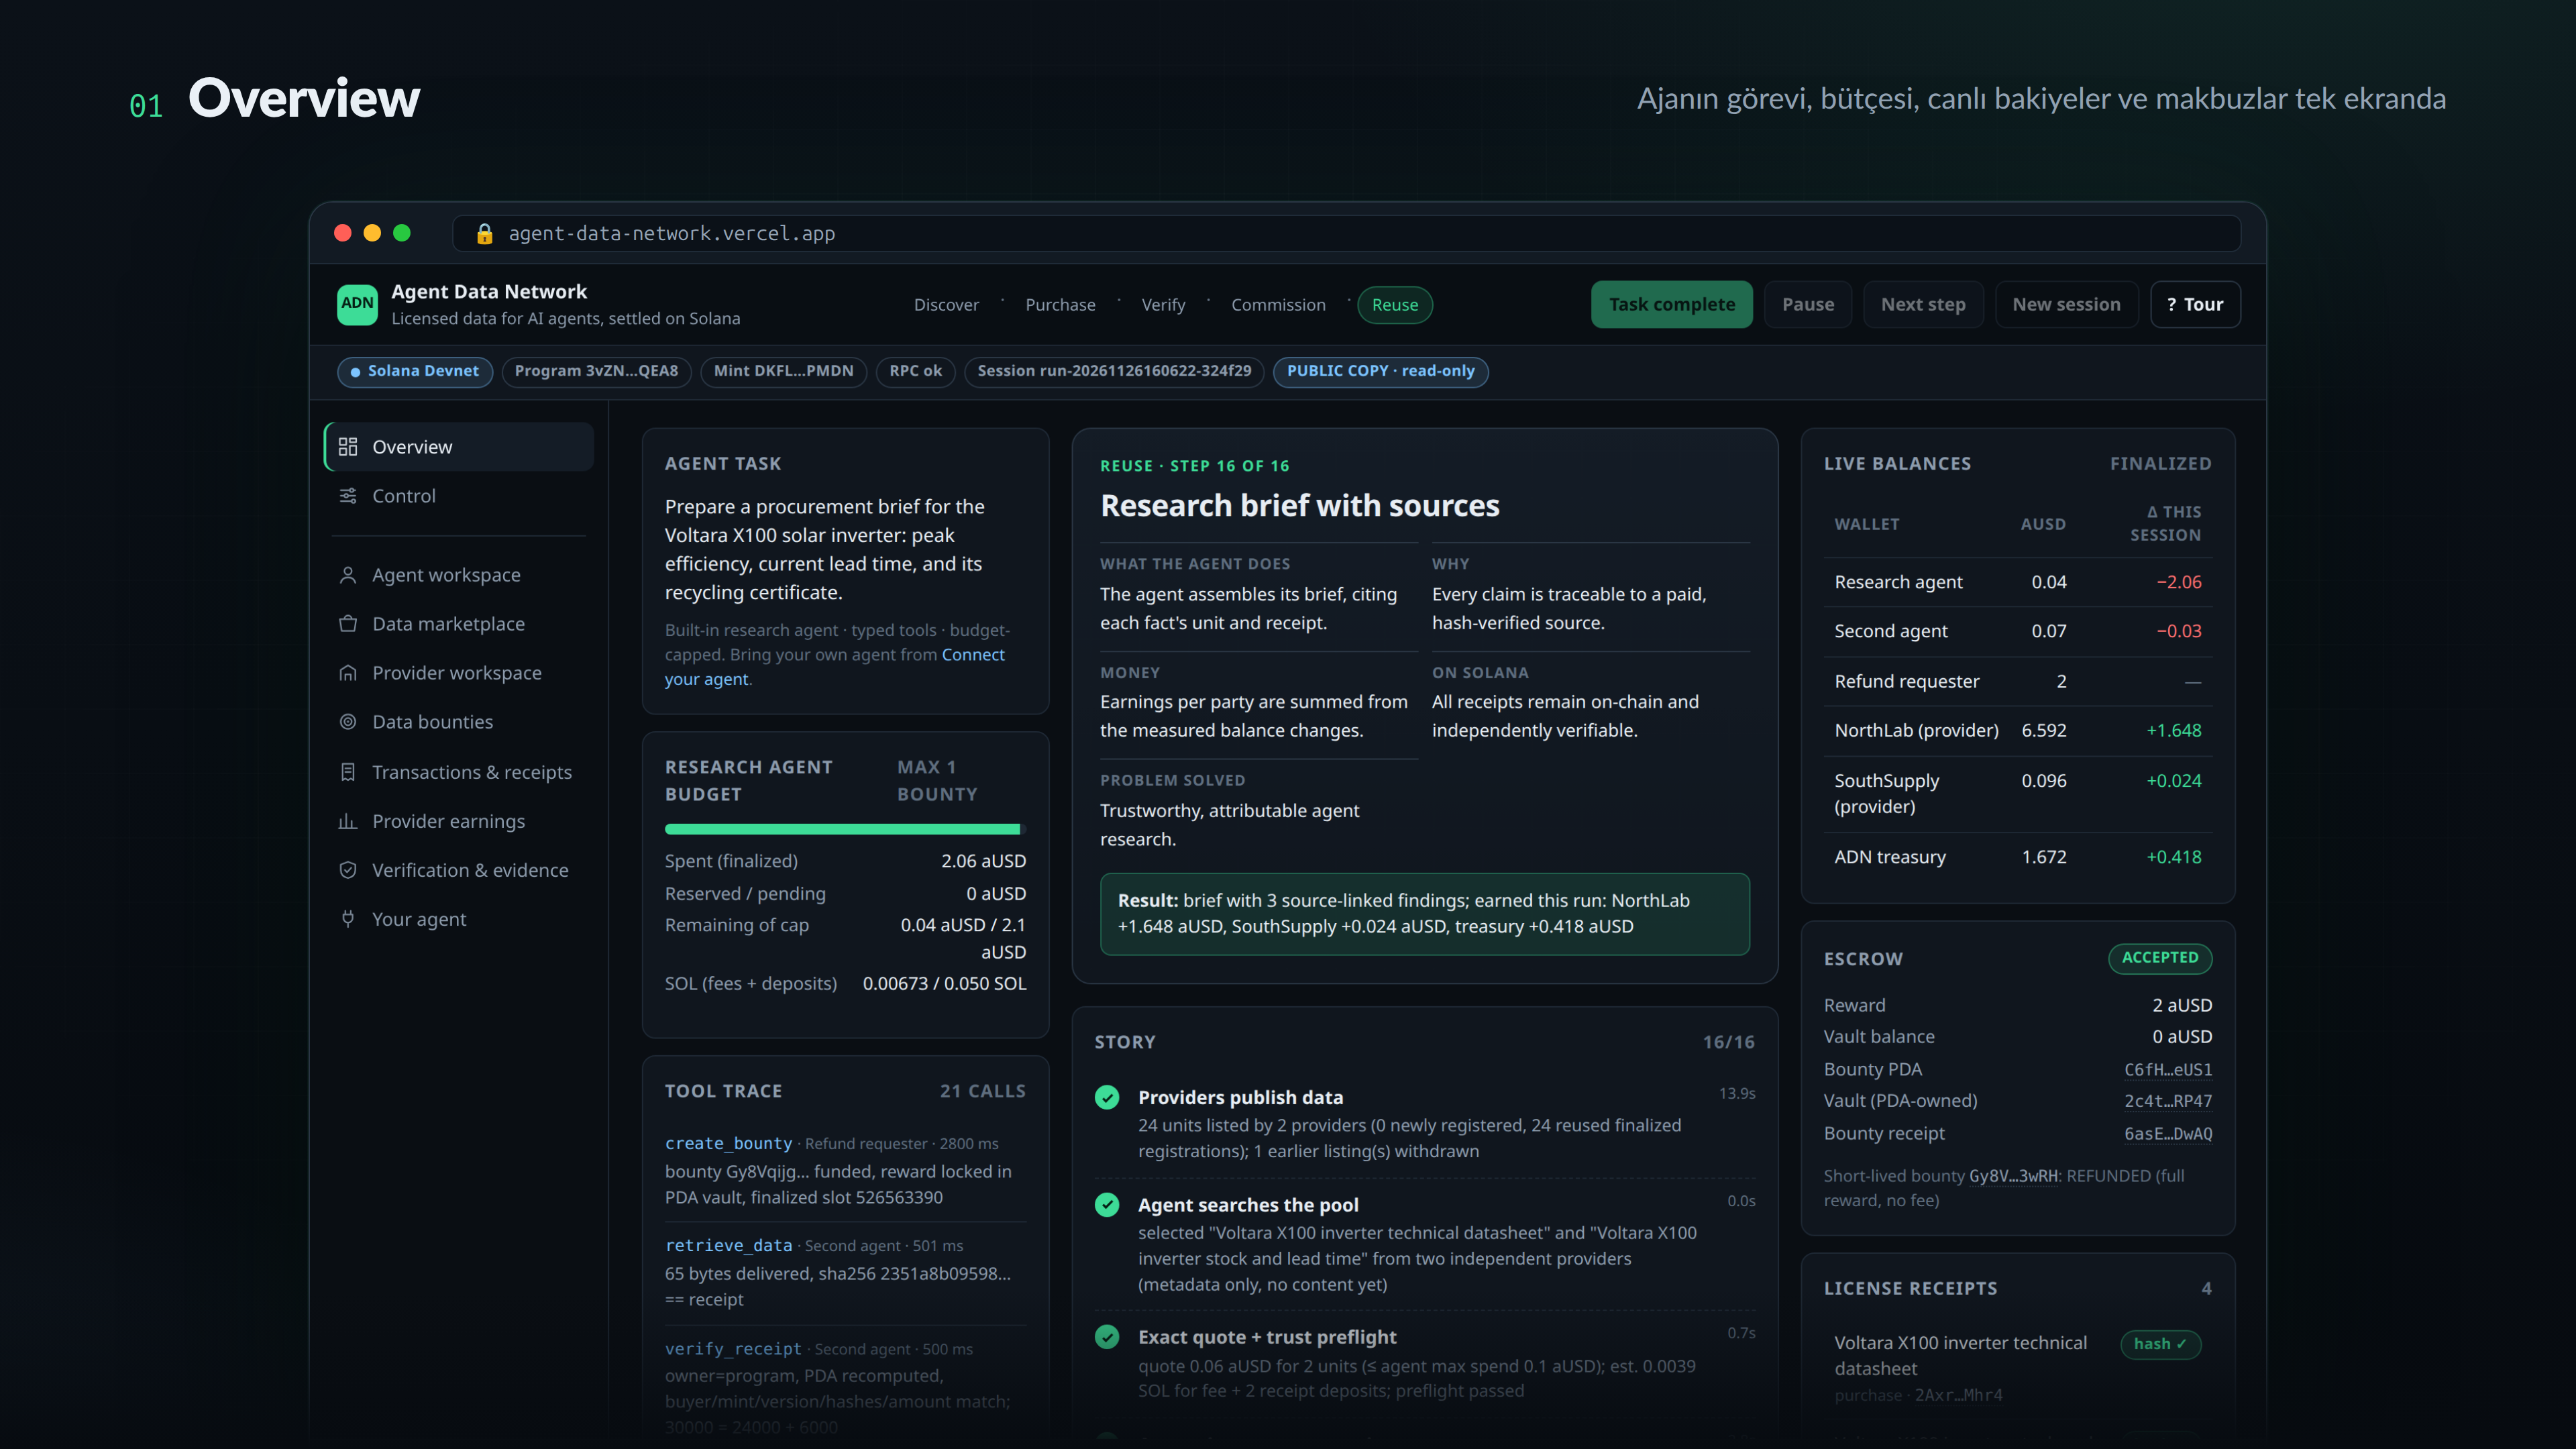 01 Overview
Ajanın görevi, bütçesi, canlı bakiyeler ve makbuzlar tek ekranda
agent-data-network.vercel.app
ADN
Agent Data Network
Licensed data for AI agents, settled on Solana
Discover · Purchase · Verify · Commission · Reuse
Task complete
Pause
Next step
New session
? Tour
Solana Devnet
Program 3vZN…QEA8
Mint DKFL…PMDN
RPC ok
Session run-20261126160622-324f29
PUBLIC COPY · read-only
Overview
Control
Agent workspace
Data marketplace
Provider workspace
Data bounties
Transactions & receipts
Provider earnings
Verification & evidence
Your agent
AGENT TASK
Prepare a procurement brief for the
Voltara X100 solar inverter: peak
efficiency, current lead time, and its
recycling certificate.
Built-in research agent · typed tools · budget-
capped. Bring your own agent from Connect
your agent.
RESEARCH AGENT
BUDGET
MAX 1
BOUNTY
Spent (finalized) 2.06 aUSD
Reserved / pending 0 aUSD
Remaining of cap 0.04 aUSD / 2.1
aUSD
SOL (fees + deposits) 0.00673 / 0.050 SOL
TOOL TRACE 21 CALLS
create_bounty · Refund requester · 2800 ms
bounty Gy8Vqijg… funded, reward locked in
PDA vault, finalized slot 526563390
retrieve_data · Second agent · 501 ms
65 bytes delivered, sha256 2351a8b09598…
== receipt
verify_receipt · Second agent · 500 ms
owner=program, PDA recomputed,
buyer/mint/version/hashes/amount match;
30000 = 24000 + 6000
REUSE · STEP 16 OF 16
Research brief with sources
WHAT THE AGENT DOES
The agent assembles its brief, citing
each fact's unit and receipt.
WHY
Every claim is traceable to a paid,
hash-verified source.
MONEY
Earnings per party are summed from
the measured balance changes.
ON SOLANA
All receipts remain on-chain and
independently verifiable.
PROBLEM SOLVED
Trustworthy, attributable agent
research.
Result: brief with 3 source-linked findings; earned this run: NorthLab
+1.648 aUSD, SouthSupply +0.024 aUSD, treasury +0.418 aUSD
STORY 16/16
Providers publish data 13.9s
24 units listed by 2 providers (0 newly registered, 24 reused finalized
registrations); 1 earlier listing(s) withdrawn
Agent searches the pool 0.0s
selected "Voltara X100 inverter technical datasheet" and "Voltara X100
inverter stock and lead time" from two independent providers
(metadata only, no content yet)
Exact quote + trust preflight 0.7s
quote 0.06 aUSD for 2 units (≤ agent max spend 0.1 aUSD); est. 0.0039
SOL for fee + 2 receipt deposits; preflight passed
LIVE BALANCES FINALIZED
WALLET AUSD Δ THIS
SESSION
Research agent 0.04 −2.06
Second agent 0.07 −0.03
Refund requester 2 —
NorthLab (provider) 6.592 +1.648
SouthSupply
(provider) 0.096 +0.024
ADN treasury 1.672 +0.418
ESCROW ACCEPTED
Reward 2 aUSD
Vault balance 0 aUSD
Bounty PDA C6fH…eUS1
Vault (PDA-owned) 2c4t…RP47
Bounty receipt 6asE…DwAQ
Short-lived bounty Gy8V…3wRH: REFUNDED (full
reward, no fee)
LICENSE RECEIPTS 4
Voltara X100 inverter technical
datasheet
hash ✓
purchase · 2Axr…Mhr4